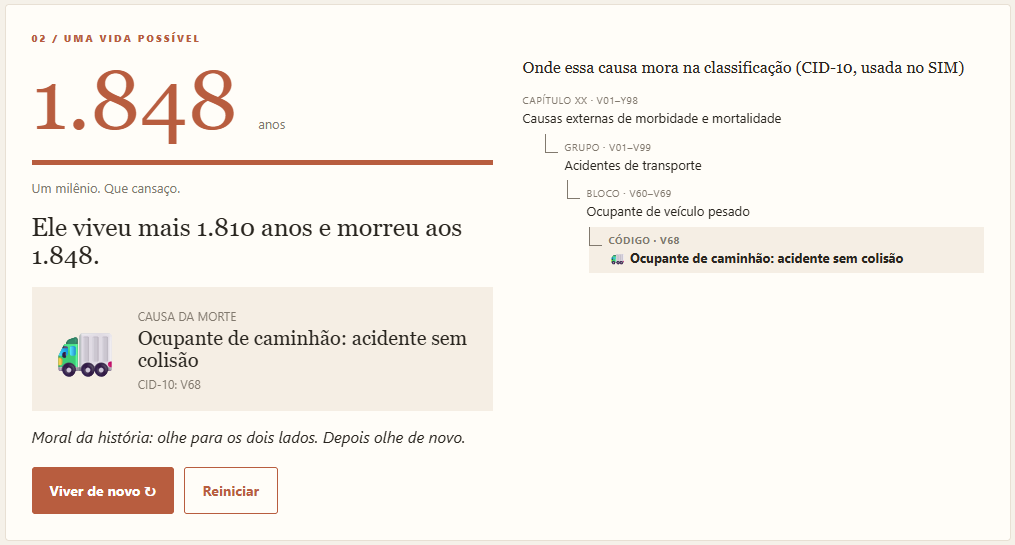 02 / UMA VIDA POSSÍVEL
1.848 anos
Um milênio. Que cansaço.
Ele viveu mais 1.810 anos e morreu aos
1.848.
CAUSA DA MORTE
Ocupante de caminhão: acidente sem
colisão
CID-10: V68
Moral da história: olhe para os dois lados. Depois olhe de novo.
Viver de novo ↻
Reiniciar
Onde essa causa mora na classificação (CID-10, usada no SIM)
CAPÍTULO XX · V01–Y98
Causas externas de morbidade e mortalidade
GRUPO · V01–V99
Acidentes de transporte
BLOCO · V60–V69
Ocupante de veículo pesado
CÓDIGO · V68
Ocupante de caminhão: acidente sem colisão